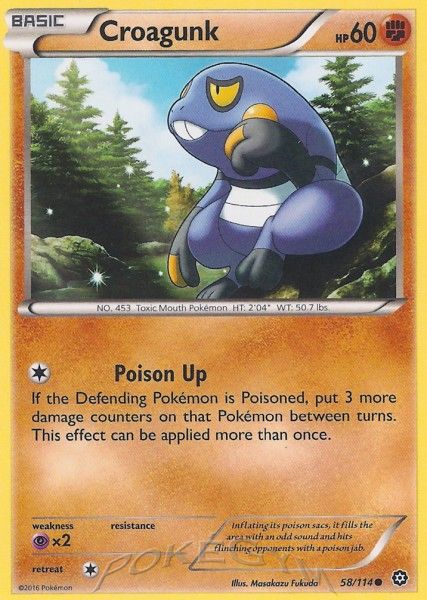 BASIC
Croagunk
HP60
NO. 453 Toxic Mouth Pokémon HT: 2'04" WT: 50.7 lbs.
Poison Up
If the Defending Pokémon is Poisoned, put 3 more
damage counters on that Pokémon between turns.
This effect can be applied more than once.
weakness
resistance
×2
retreat
Inflating its poison sacs, it fills the
area with an odd sound and hits
flinching opponents with a poison jab.
POKEGYM
©2016 Pokémon
Illus. Masakazu Fukuda
58/114